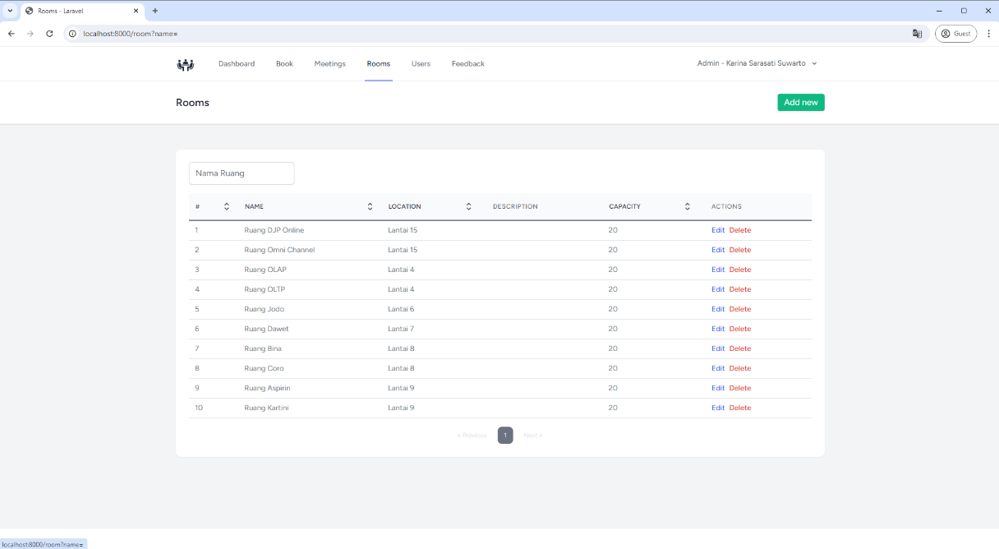 Rooms - Laravel
localhost:8000/room?name=
Guest
Dashboard Book Meetings Rooms Users Feedback Admin - Karina Sarasati Suwarto
Rooms Add new
Nama Ruang
# NAME LOCATION DESCRIPTION CAPACITY ACTIONS
1 Ruang DJP Online Lantai 15 20 Edit Delete
2 Ruang Omni Channel Lantai 15 20 Edit Delete
3 Ruang OLAP Lantai 4 20 Edit Delete
4 Ruang OLTP Lantai 4 20 Edit Delete
5 Ruang Jodo Lantai 6 20 Edit Delete
6 Ruang Dawet Lantai 7 20 Edit Delete
7 Ruang Bina Lantai 8 20 Edit Delete
8 Ruang Coro Lantai 8 20 Edit Delete
9 Ruang Aspirin Lantai 9 20 Edit Delete
10 Ruang Kartini Lantai 9 20 Edit Delete
« Previous 1 Next »
localhost:8000/room?name=